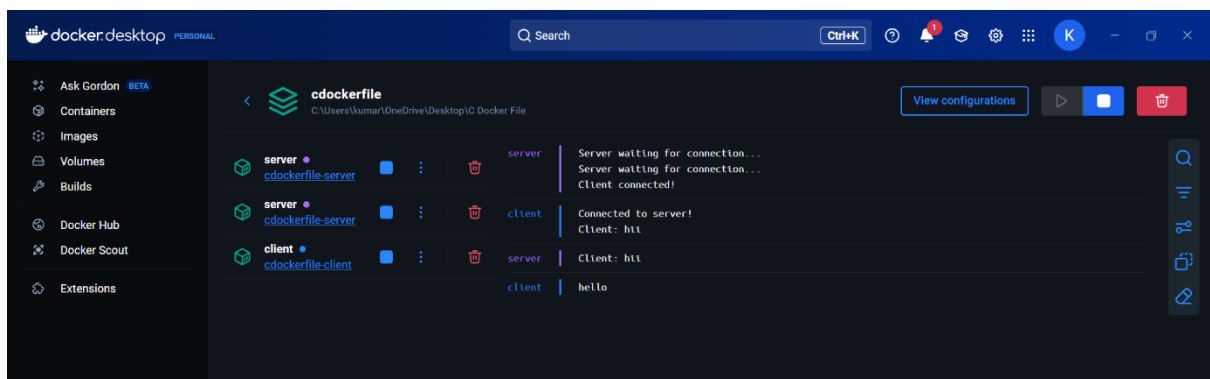 docker.desktop PERSONAL
Search
Ctrl+K
1
K
Ask Gordon BETA
Containers
Images
Volumes
Builds
Docker Hub
Docker Scout
Extensions
cdockerfile
C:\Users\kumar\OneDrive\Desktop\C Docker File
View configurations
server
cdockerfile-server
server
cdockerfile-server
client
cdockerfile-client
server Server waiting for connection...
Server waiting for connection...
Client connected!
client Connected to server!
Client: hii
server Client: hii
client hello